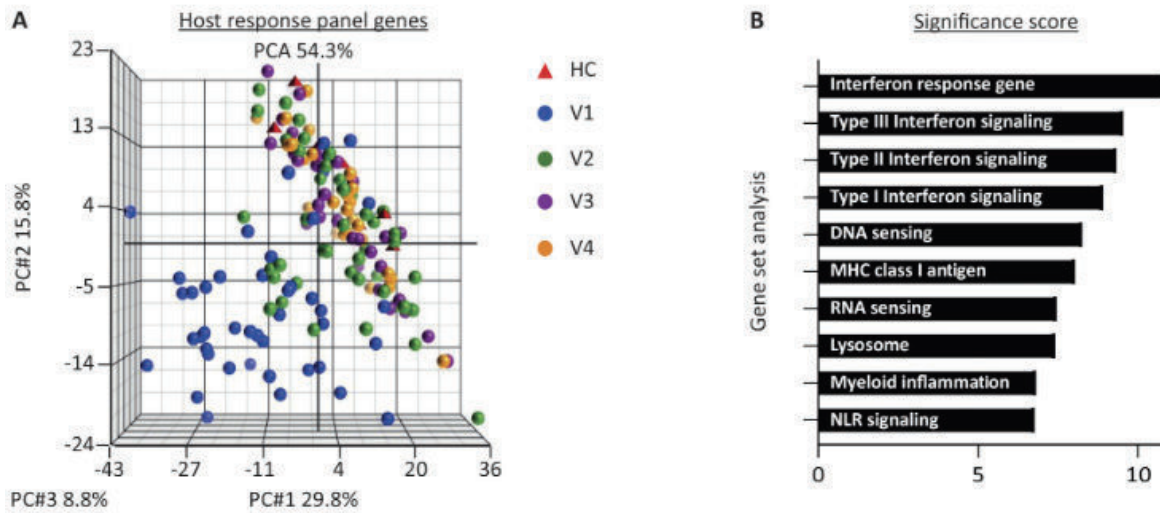 A
Host response panel genes
PCA 54.3%
23
13
4
-5
-14
-24
PC#2 15.8%
-43
-27
-11
4
20
36
PC#3 8.8%
PC#1 29.8%
HC
V1
V2
V3
V4
B
Significance score
Gene set analysis
Interferon response gene
Type III Interferon signaling
Type II Interferon signaling
Type I Interferon signaling
DNA sensing
MHC class I antigen
RNA sensing
Lysosome
Myeloid inflammation
NLR signaling
0
5
10